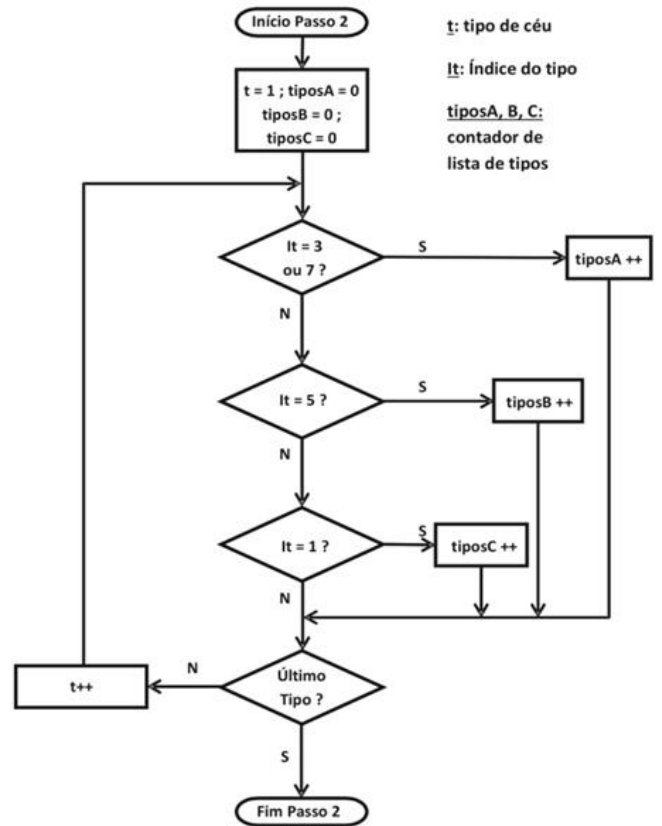 Início Passo 2
t: tipo de céu
It: Índice do tipo
tiposA, B, C:
contador de
lista de tipos
t = 1 ; tiposA = 0
tiposB = 0 ;
tiposC = 0
It = 3
ou 7 ?
S
tiposA ++
N
It = 5 ?
S
tiposB ++
N
It = 1 ?
S
tiposC ++
N
Último
Tipo ?
N
t++
S
Fim Passo 2